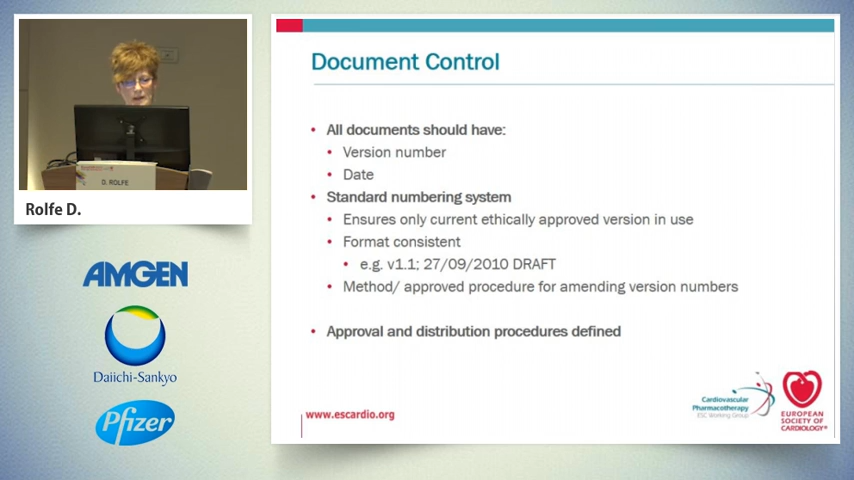 D. ROLFE
Rolfe D.
AMGEN
Daiichi-Sankyo
Pfizer
Document Control
All documents should have:
Version number
Date
Standard numbering system
Ensures only current ethically approved version in use
Format consistent
e.g. v1.1; 27/09/2010 DRAFT
Method/ approved procedure for amending version numbers
Approval and distribution procedures defined
www.escardio.org
Cardiovascular
Pharmacotherapy
ESC Working Group
EUROPEAN
SOCIETY OF
CARDIOLOGY®